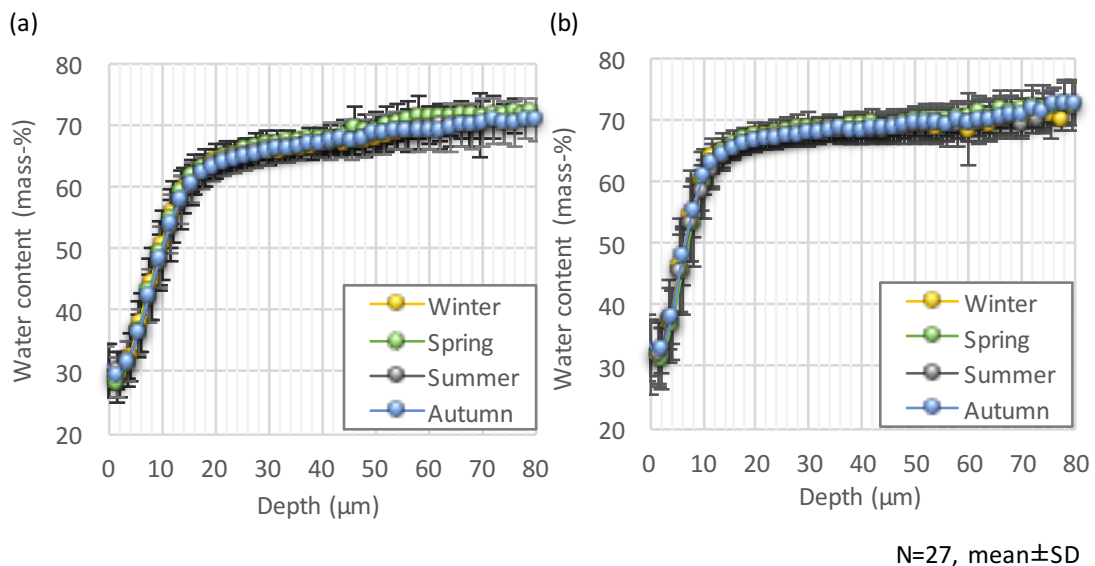 (a)
80
70
60
50
40
30
20
Water content (mass-%)
Winter
Spring
Summer
Autumn
0 10 20 30 40 50 60 70 80
Depth (μm)
(b)
80
70
60
50
40
30
20
Water content (mass-%)
Winter
Spring
Summer
Autumn
0 10 20 30 40 50 60 70 80
Depth (μm)
N=27, mean±SD